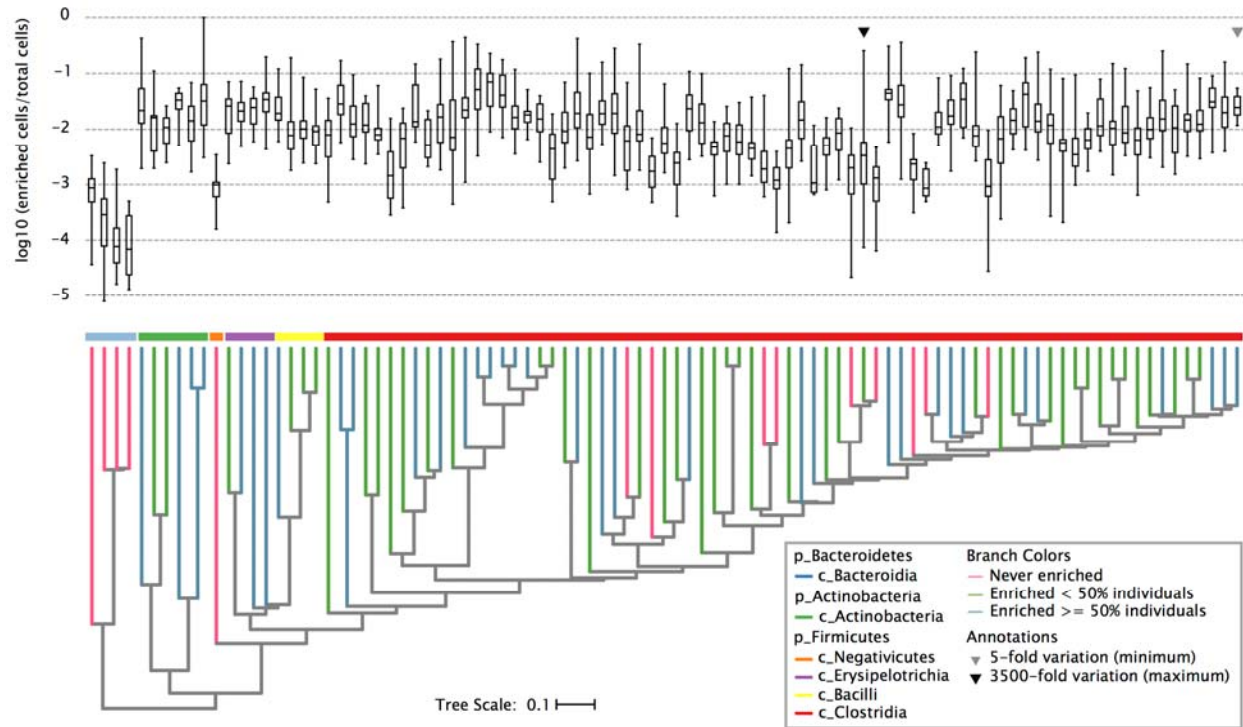 0
-1
-2
-3
-4
-5
log10 (enriched cells/total cells)
Tree Scale: 0.1
p_Bacteroidetes
c_Bacteroidia
p_Actinobacteria
c_Actinobacteria
p_Firmicutes
c_Negativicutes
c_Erysipelotrichia
c_Bacilli
c_Clostridia
Branch Colors
Never enriched
Enriched < 50% individuals
Enriched >= 50% individuals
Annotations
5-fold variation (minimum)
3500-fold variation (maximum)